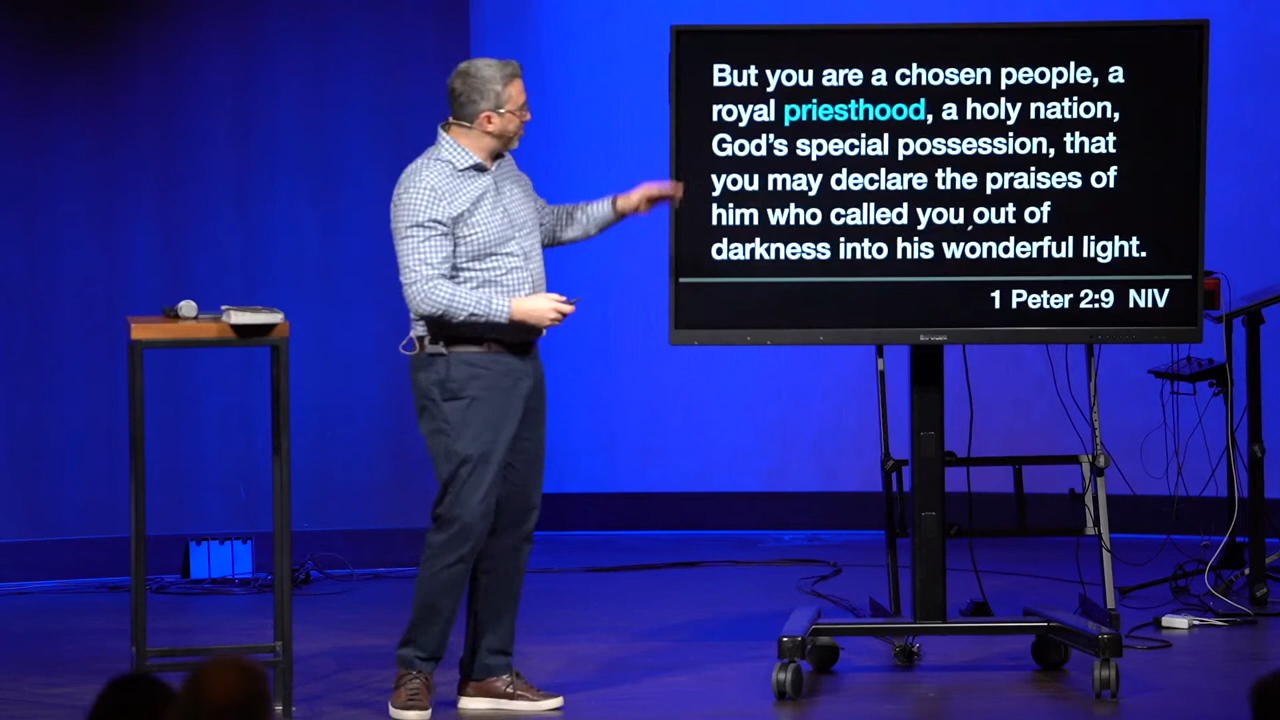 But you are a chosen people, a
royal priesthood, a holy nation,
God's special possession, that
you may declare the praises of
him who called you out of
darkness into his wonderful light.
1 Peter 2:9 NIV